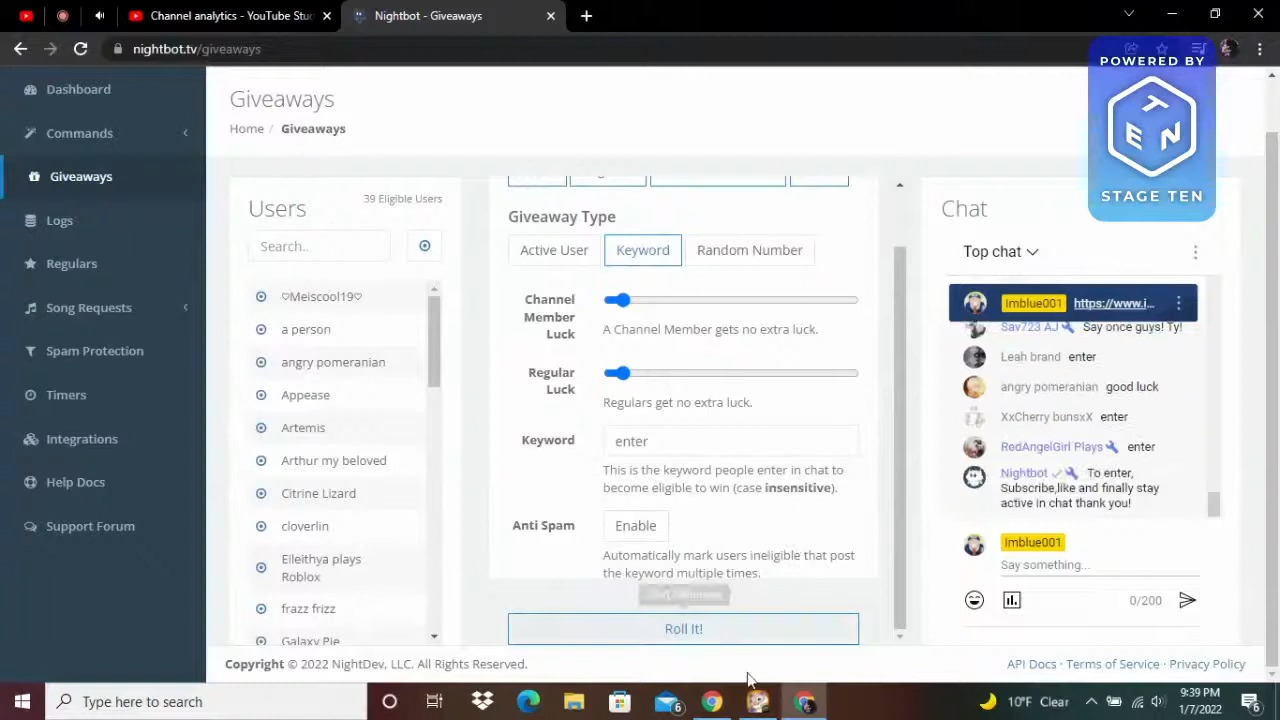 Channel analytics - YouTube Stu
Nightbot - Giveaways
nightbot.tv/giveaways
POWERED BY
TEN
STAGE TEN
Dashboard
Commands
Giveaways
Logs
Regulars
Song Requests
Spam Protection
Timers
Integrations
Help Docs
Support Forum
Giveaways
Home / Giveaways
Users
39 Eligible Users
Search..
♡Meiscool19♡
a person
angry pomeranian
Appease
Artemis
Arthur my beloved
Citrine Lizard
cloverlin
Eileithya plays
Roblox
frazz frizz
Galaxy Pie
Giveaway Type
Active User
Keyword
Random Number
Channel
Member
Luck
A Channel Member gets no extra luck.
Regular
Luck
Regulars get no extra luck.
Keyword
enter
This is the keyword people enter in chat to
become eligible to win (case insensitive).
Anti Spam
Enable
Automatically mark users ineligible that post
the keyword multiple times.
Roll It!
Chat
Top chat
Imblue001 https://www.i...
Sav723 AJ Say once guys! Ty!
Leah brand enter
angry pomeranian good luck
XxCherry bunsxX enter
RedAngelGirl Plays enter
Nightbot To enter,
Subscribe,like and finally stay
active in chat thank you!
Imblue001
Say something...
0/200
Copyright © 2022 NightDev, LLC. All Rights Reserved.
API Docs · Terms of Service · Privacy Policy
Type here to search
6
10°F Clear
9:39 PM
1/7/2022
6